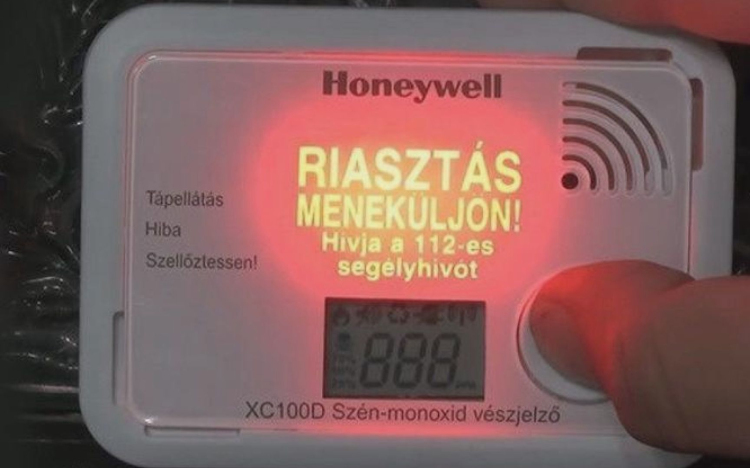 Honeywell
RIASZTÁS
MENEKÜLJÖN!
Hívja a 112-es
segélyhívót
Tápellátás
Hiba
Szellőztessen!
888
XC100D Szén-monoxid vészjelző